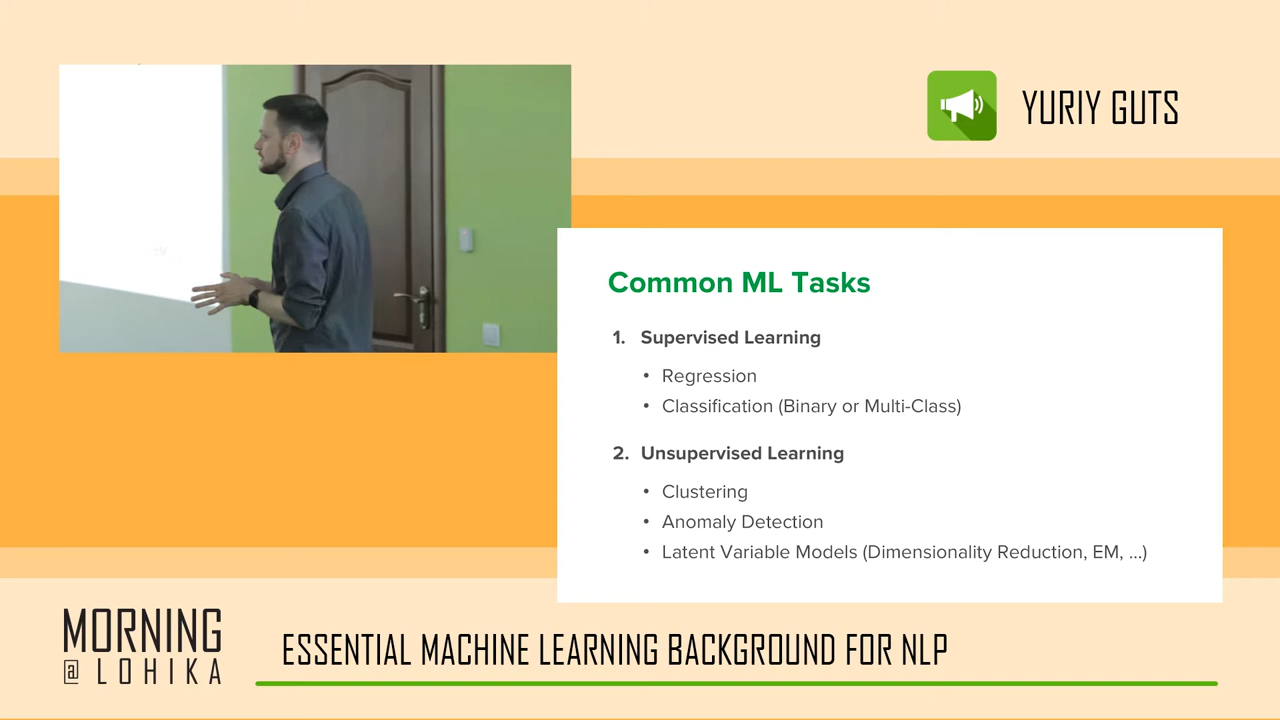 YURIY GUTS
Common ML Tasks
1. Supervised Learning
• Regression
• Classification (Binary or Multi-Class)
2. Unsupervised Learning
• Clustering
• Anomaly Detection
• Latent Variable Models (Dimensionality Reduction, EM, ...)
MORNING
@ LOHIKA
ESSENTIAL MACHINE LEARNING BACKGROUND FOR NLP